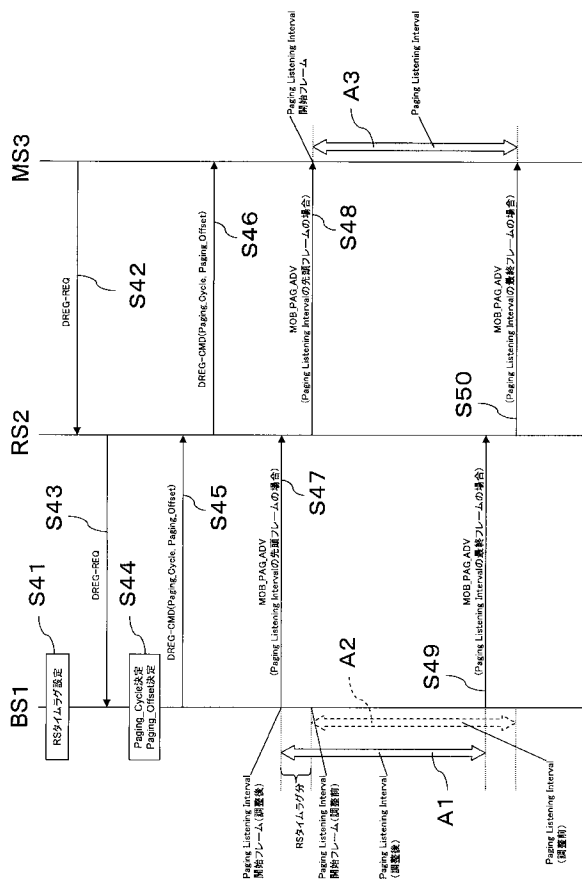 BS1
RS2
MS3
S41
RSタイムラグ設定
DREG-REQ
S42
DREG-REQ
S43
S44
Paging_Cycle決定
Paging_Offset決定
DREG-CMD(Paging_Cycle, Paging_Offset)
S45
DREG-CMD(Paging_Cycle, Paging_Offset)
S46
Paging Listening Interval
開始フレーム(調整後)
MOB_PAG_ADV
(Paging Listening Intervalの先頭フレームの場合)
S47
RSタイムラグ分
Paging Listening Interval
開始フレーム(調整前)
MOB_PAG_ADV
(Paging Listening Intervalの先頭フレームの場合)
S48
Paging Listening Interval
開始フレーム
Paging Listening Interval
(調整後)
A1
A2
A3
Paging Listening Interval
S49
MOB_PAG_ADV
(Paging Listening Intervalの最終フレームの場合)
S50
MOB_PAG_ADV
(Paging Listening Intervalの最終フレームの場合)
Paging Listening Interval
(調整前)